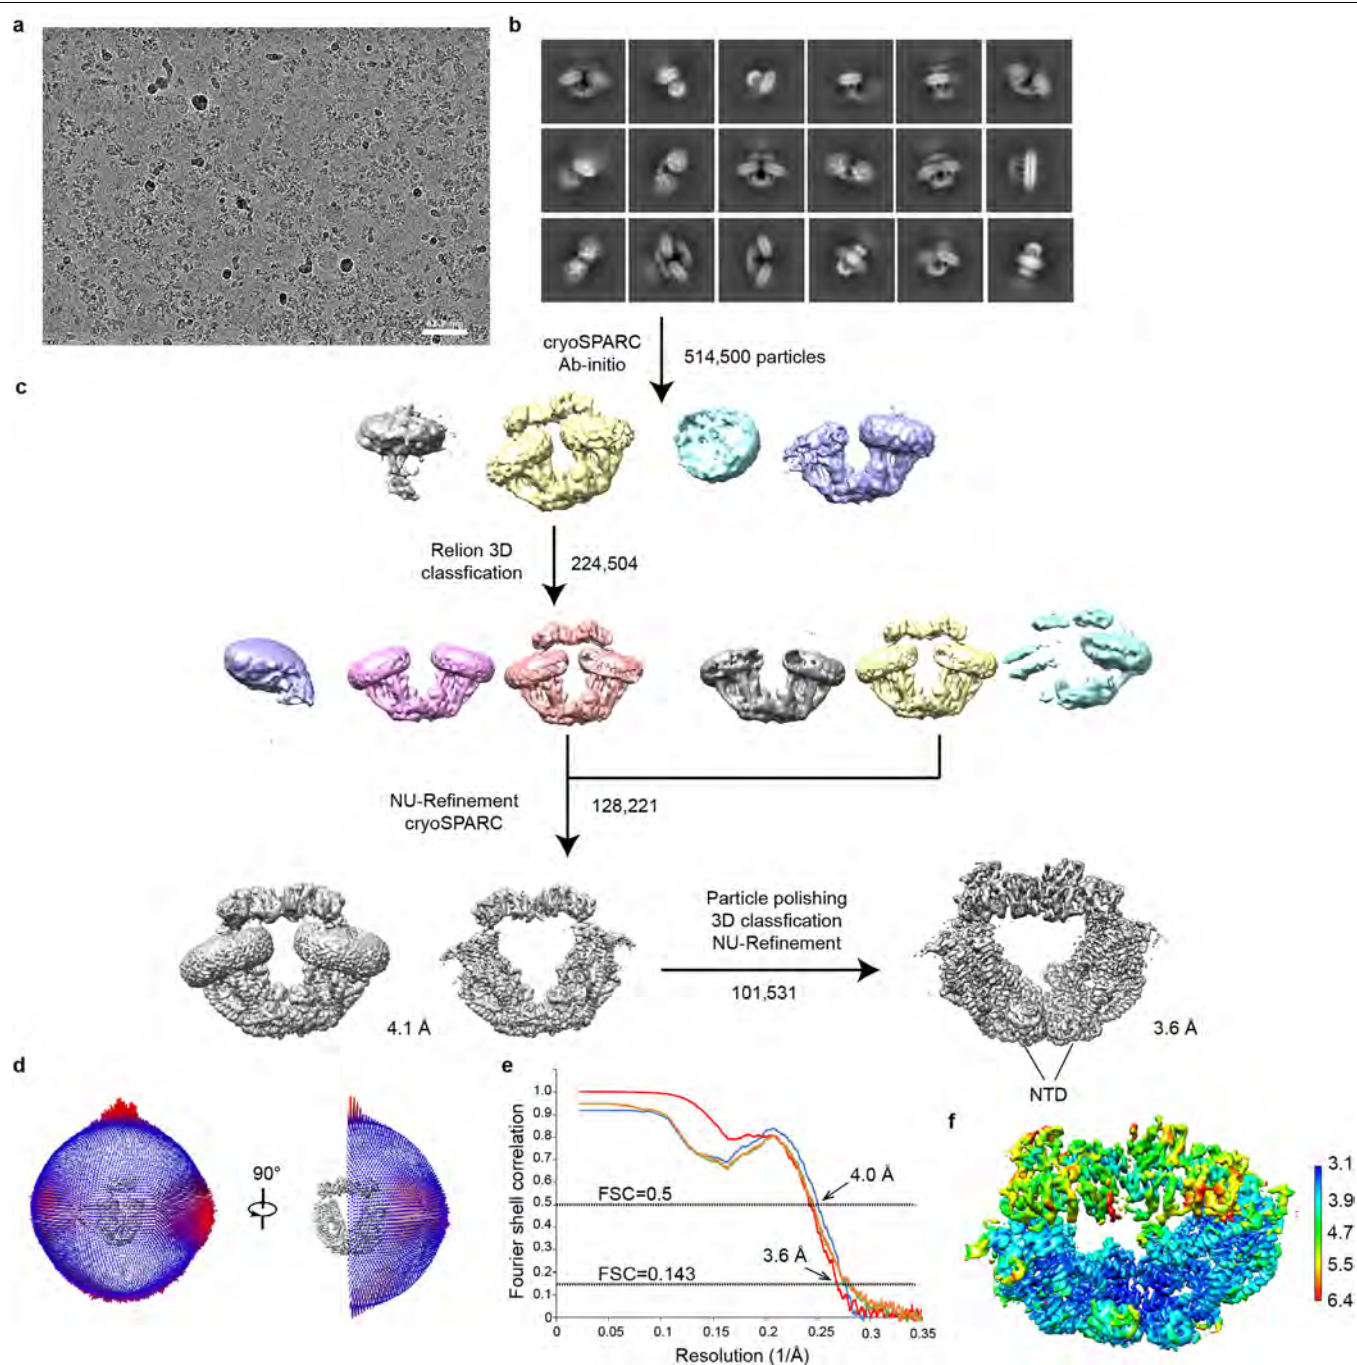 a
b
cryoSPARC
Ab-initio
514,500 particles
c
Relion 3D
classfication
224,504
NU-Refinement
cryoSPARC
128,221
Particle polishing
3D classfication
NU-Refinement
101,531
4.1 Å
3.6 Å
NTD
d
90°
e
Fourier shell correlation
1.0
0.9
0.8
0.7
0.6
0.5
0.4
0.3
0.2
0.1
0
FSC=0.5
4.0 Å
3.6 Å
FSC=0.143
0
0.05
0.1
0.15
0.2
0.25
0.3
0.35
Resolution (1/Å)
f
3.1
3.9
4.7
5.5
6.4